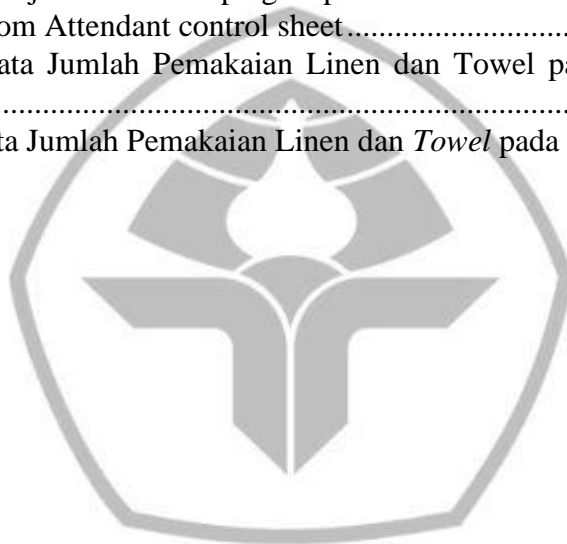 om Attendant control sheet..................................
ata Jumlah Pemakaian Linen dan Towel pa
................................................................................
ta Jumlah Pemakaian Linen dan Towel pada